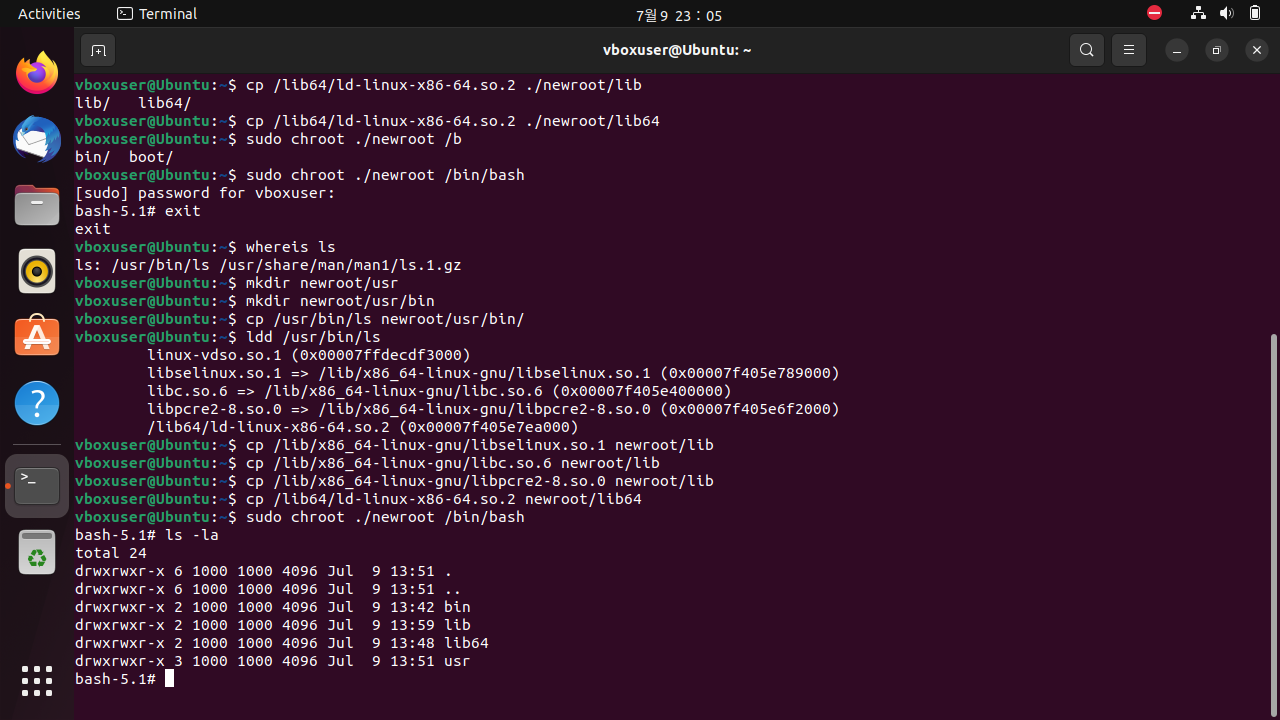 Activities
Terminal
7월 9 23 : 05
vboxuser@Ubuntu: ~
vboxuser@Ubuntu:~$ cp /lib64/ld-linux-x86-64.so.2 ./newroot/lib
lib/   lib64/
vboxuser@Ubuntu:~$ cp /lib64/ld-linux-x86-64.so.2 ./newroot/lib64
vboxuser@Ubuntu:~$ sudo chroot ./newroot /b
bin/  boot/
vboxuser@Ubuntu:~$ sudo chroot ./newroot /bin/bash
[sudo] password for vboxuser:
bash-5.1# exit
exit
vboxuser@Ubuntu:~$ whereis ls
ls: /usr/bin/ls /usr/share/man/man1/ls.1.gz
vboxuser@Ubuntu:~$ mkdir newroot/usr
vboxuser@Ubuntu:~$ mkdir newroot/usr/bin
vboxuser@Ubuntu:~$ cp /usr/bin/ls newroot/usr/bin/
vboxuser@Ubuntu:~$ ldd /usr/bin/ls
        linux-vdso.so.1 (0x00007ffdecdf3000)
        libselinux.so.1 => /lib/x86_64-linux-gnu/libselinux.so.1 (0x00007f405e789000)
        libc.so.6 => /lib/x86_64-linux-gnu/libc.so.6 (0x00007f405e400000)
        libpcre2-8.so.0 => /lib/x86_64-linux-gnu/libpcre2-8.so.0 (0x00007f405e6f2000)
        /lib64/ld-linux-x86-64.so.2 (0x00007f405e7ea000)
vboxuser@Ubuntu:~$ cp /lib/x86_64-linux-gnu/libselinux.so.1 newroot/lib
vboxuser@Ubuntu:~$ cp /lib/x86_64-linux-gnu/libc.so.6 newroot/lib
vboxuser@Ubuntu:~$ cp /lib/x86_64-linux-gnu/libpcre2-8.so.0 newroot/lib
vboxuser@Ubuntu:~$ cp /lib64/ld-linux-x86-64.so.2 newroot/lib64
vboxuser@Ubuntu:~$ sudo chroot ./newroot /bin/bash
bash-5.1# ls -la
total 24
drwxrwxr-x 6 1000 1000 4096 Jul  9 13:51 .
drwxrwxr-x 6 1000 1000 4096 Jul  9 13:51 ..
drwxrwxr-x 2 1000 1000 4096 Jul  9 13:42 bin
drwxrwxr-x 2 1000 1000 4096 Jul  9 13:59 lib
drwxrwxr-x 2 1000 1000 4096 Jul  9 13:48 lib64
drwxrwxr-x 3 1000 1000 4096 Jul  9 13:51 usr
bash-5.1#